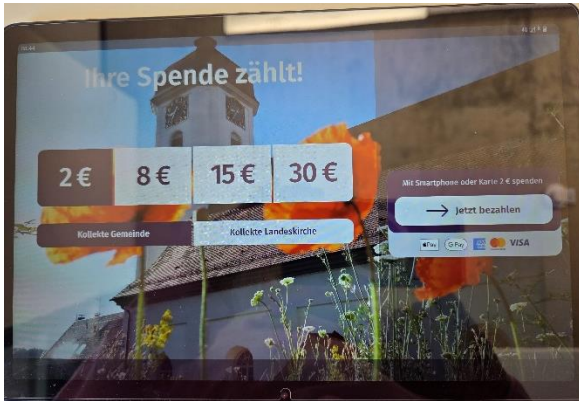 Ihre Spende zählt!
2 € 8 € 15 € 30 €
Kollekte Gemeinde Kollekte Landeskirche
Mit Smartphone oder Karte 2 € spenden
→ Jetzt bezahlen
Pay G Pay VISA